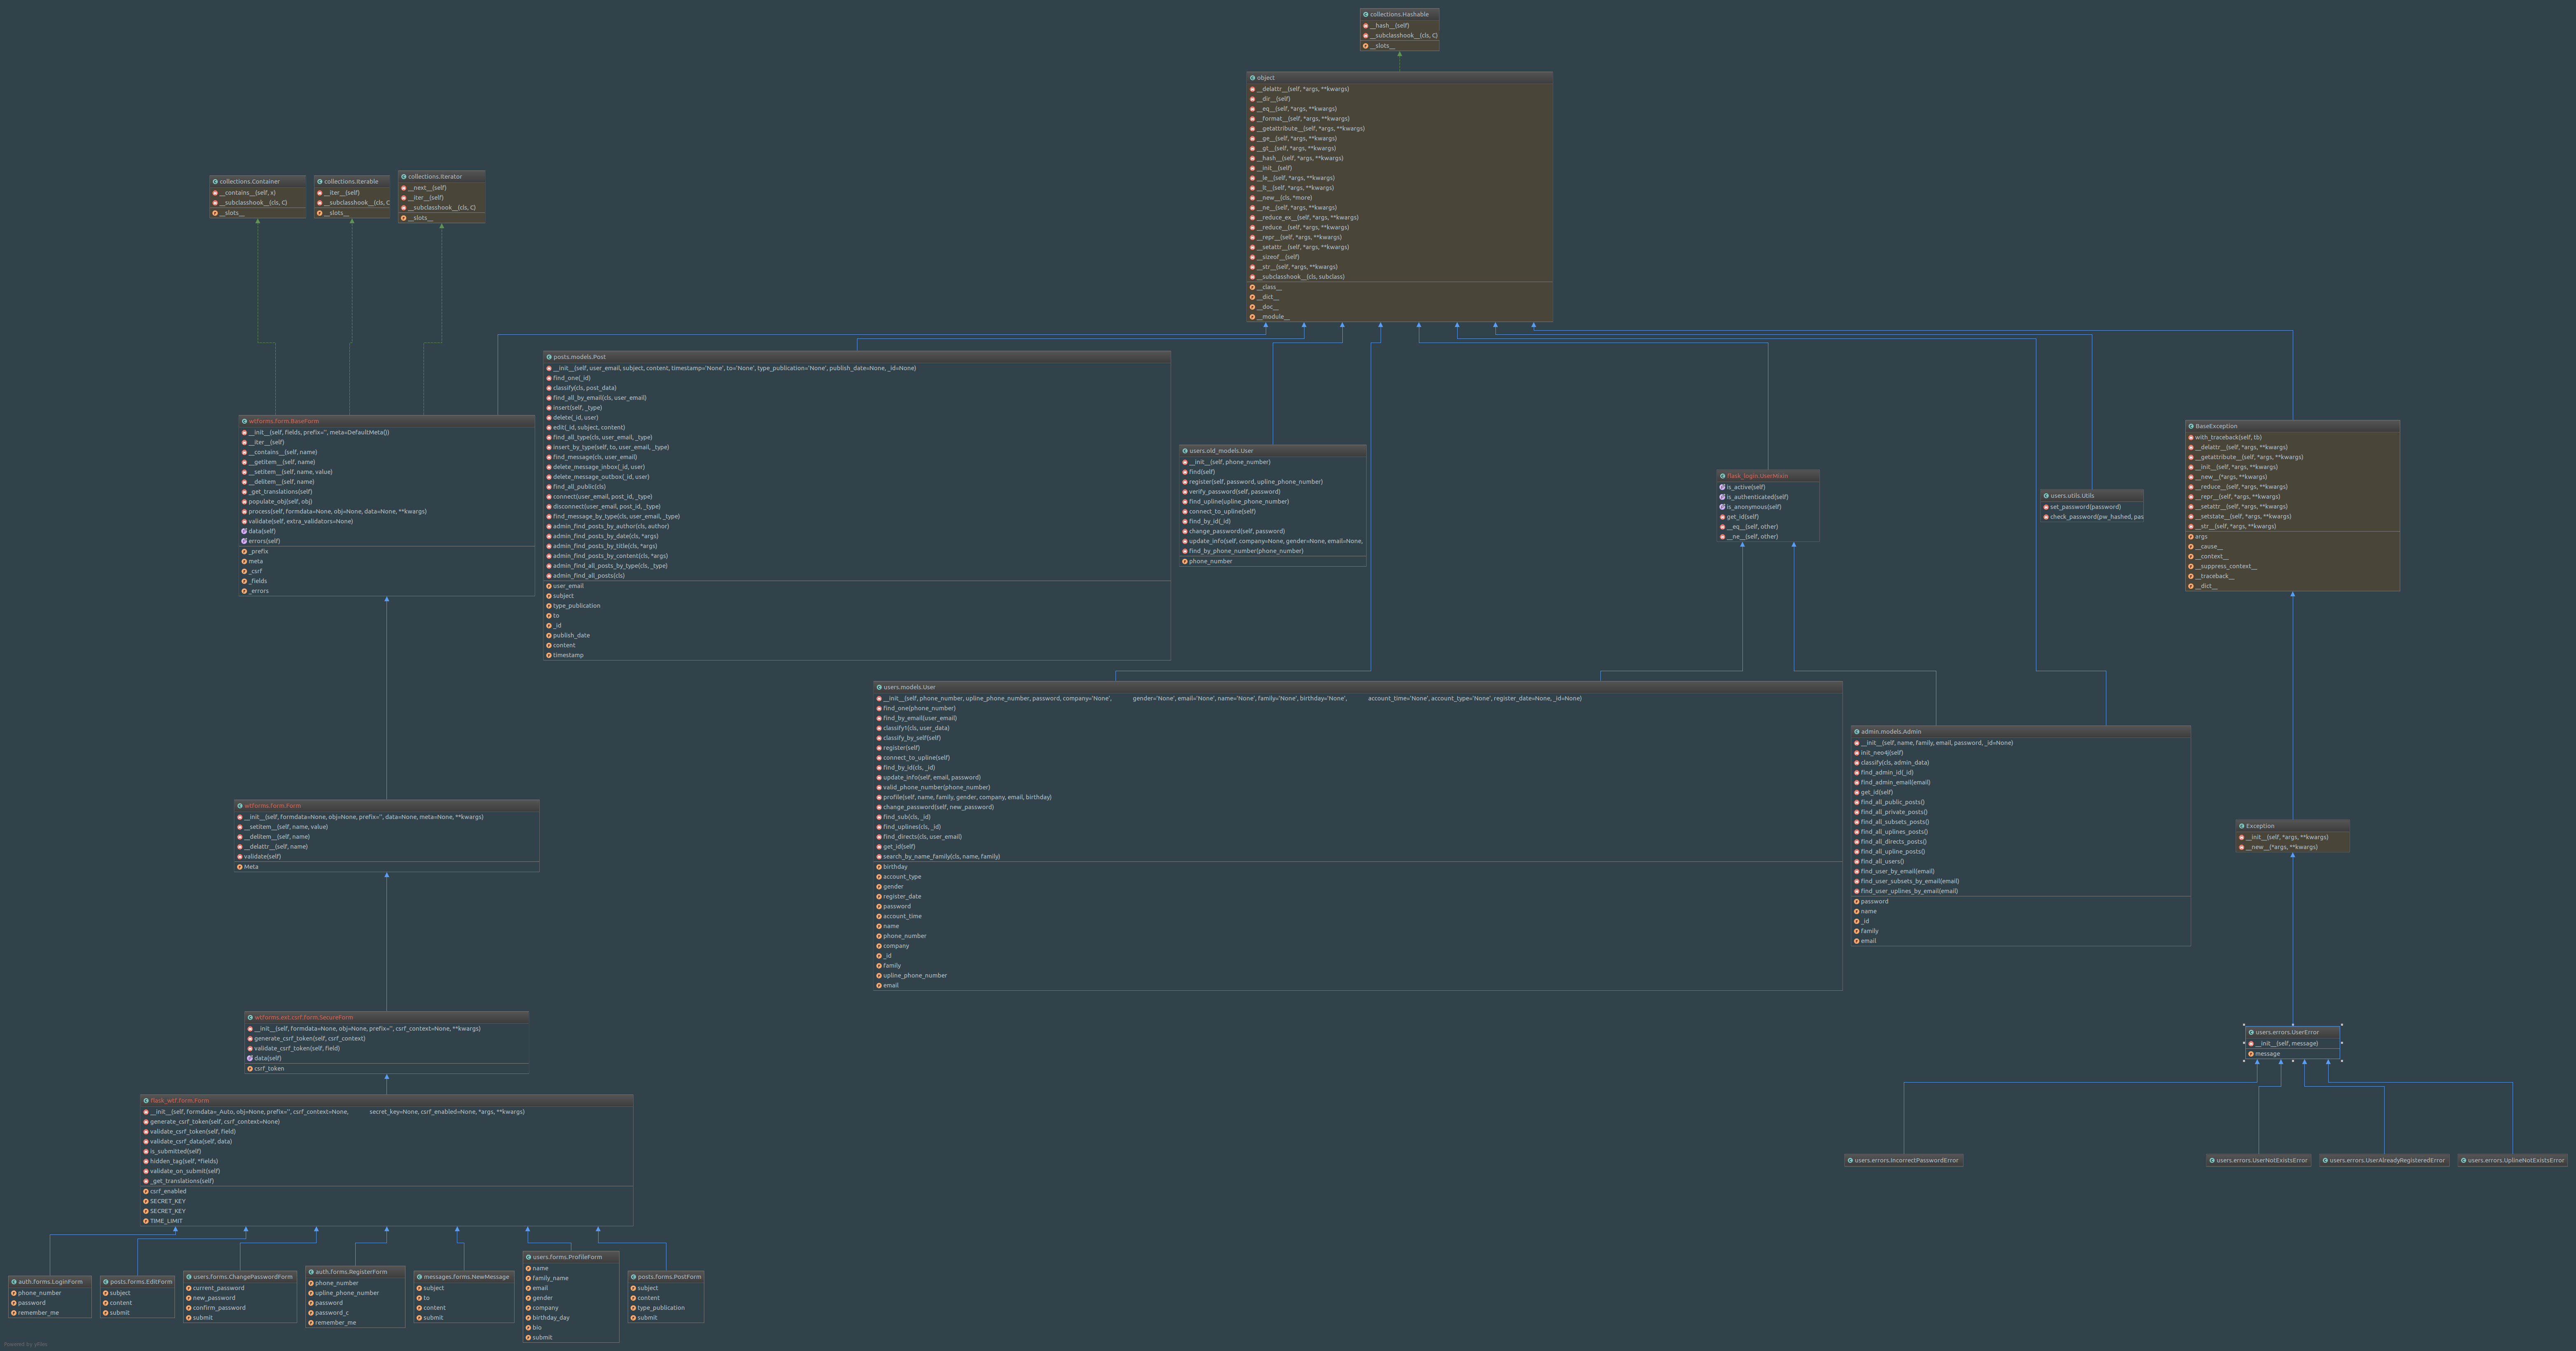 collections.Hashable
__hash__(self)
__subclasshook__(cls, C)
__slots__
object
__delattr__(self, *args, **kwargs)
__dir__(self)
__eq__(self, *args, **kwargs)
__format__(self, *args, **kwargs)
__getattribute__(self, *args, **kwargs)
__ge__(self, *args, **kwargs)
__gt__(self, *args, **kwargs)
__hash__(self, *args, **kwargs)
__init__(self)
__le__(self, *args, **kwargs)
__lt__(self, *args, **kwargs)
__new__(cls, *more)
__ne__(self, *args, **kwargs)
__reduce_ex__(self, *args, **kwargs)
__reduce__(self, *args, **kwargs)
__repr__(self, *args, **kwargs)
__setattr__(self, *args, **kwargs)
__sizeof__(self)
__str__(self, *args, **kwargs)
__subclasshook__(cls, subclass)
__class__
__dict__
__doc__
__module__
collections.Container
__contains__(self, x)
__subclasshook__(cls, C)
__slots__
collections.Iterable
__iter__(self)
__subclasshook__(cls, C
__slots__
collections.Iterator
__next__(self)
__iter__(self)
__subclasshook__(cls, C)
__slots__
wtforms.form.BaseForm
__init__(self, fields, prefix='', meta=DefaultMeta())
__iter__(self)
__contains__(self, name)
__getitem__(self, name)
__setitem__(self, name, value)
__delitem__(self, name)
_get_translations(self)
populate_obj(self, obj)
process(self, formdata=None, obj=None, data=None, **kwargs)
validate(self, extra_validators=None)
data(self)
errors(self)
_prefix
meta
_csrf
_fields
_errors
posts.models.Post
__init__(self, user_email, subject, content, timestamp='None', to='None', type_publication='None', publish_date=None, _id=None)
find_one(_id)
classify(cls, post_data)
find_all_by_email(cls, user_email)
insert(self, _type)
delete(_id, user)
edit(_id, subject, content)
find_all_type(cls, user_email, _type)
insert_by_type(self, to, user_email, _type)
find_message(cls, user_email)
delete_message_inbox(_id, user)
delete_message_outbox(_id, user)
find_all_public(cls)
connect(user_email, post_id, _type)
disconnect(user_email, post_id, _type)
find_message_by_type(cls, user_email, _type)
admin_find_posts_by_author(cls, author)
admin_find_posts_by_date(cls, *args)
admin_find_posts_by_title(cls, *args)
admin_find_posts_by_content(cls, *args)
admin_find_all_posts_by_type(cls, _type)
admin_find_all_posts(cls)
user_email
subject
type_publication
to
_id
publish_date
content
timestamp
users.old_models.User
__init__(self, phone_number)
find(self)
register(self, password, upline_phone_number)
verify_password(self, password)
find_upline(upline_phone_number)
connect_to_upline(self)
find_by_id(_id)
change_password(self, password)
update_info(self, company=None, gender=None, email=None,
find_by_phone_number(phone_number)
phone_number
flask_login.UserMixin
is_active(self)
is_authenticated(self)
is_anonymous(self)
get_id(self)
__eq__(self, other)
__ne__(self, other)
users.utils.Utils
set_password(password)
check_password(pw_hashed, pas
BaseException
with_traceback(self, tb)
__delattr__(self, *args, **kwargs)
__getattribute__(self, *args, **kwargs)
__init__(self, *args, **kwargs)
__new__(*args, **kwargs)
__reduce__(self, *args, **kwargs)
__repr__(self, *args, **kwargs)
__setattr__(self, *args, **kwargs)
__setstate__(self, *args, **kwargs)
__str__(self, *args, **kwargs)
args
__cause__
__context__
__suppress_context__
__traceback__
__dict__
users.models.User
__init__(self, phone_number, upline_phone_number, password, company='None', gender='None', email='None', name='None', family='None', birthday='None', account_time='None', account_type='None', register_date=None, _id=None)
find_one(phone_number)
find_by_email(user_email)
classify1(cls, user_data)
classify_by_self(self)
register(self)
connect_to_upline(self)
find_by_id(cls, _id)
update_info(self, email, password)
valid_phone_number(phone_number)
profile(self, name, family, gender, company, email, birthday)
change_password(self, new_password)
find_sub(cls, _id)
find_uplines(cls, _id)
find_directs(cls, user_email)
get_id(self)
search_by_name_family(cls, name, family)
birthday
account_type
gender
register_date
password
account_time
name
phone_number
company
_id
family
upline_phone_number
email
admin.models.Admin
__init__(self, name, family, email, password, _id=None)
init_neo4j(self)
classify(cls, admin_data)
find_admin_id(_id)
find_admin_email(email)
get_id(self)
find_all_public_posts()
find_all_private_posts()
find_all_subsets_posts()
find_all_uplines_posts()
find_all_directs_posts()
find_all_upline_posts()
find_all_users()
find_user_by_email(email)
find_user_subsets_by_email(email)
find_user_uplines_by_email(email)
password
name
_id
family
email
wtforms.form.Form
__init__(self, formdata=None, obj=None, prefix='', data=None, meta=None, **kwargs)
__setitem__(self, name, value)
__delitem__(self, name)
__delattr__(self, name)
validate(self)
Meta
Exception
__init__(self, *args, **kwargs)
__new__(*args, **kwargs)
wtforms.ext.csrf.form.SecureForm
__init__(self, formdata=None, obj=None, prefix='', csrf_context=None, **kwargs)
generate_csrf_token(self, csrf_context)
validate_csrf_token(self, field)
data(self)
csrf_token
users.errors.UserError
__init__(self, message)
message
flask_wtf.form.Form
__init__(self, formdata=_Auto, obj=None, prefix='', csrf_context=None, secret_key=None, csrf_enabled=None, *args, **kwargs)
generate_csrf_token(self, csrf_context=None)
validate_csrf_token(self, field)
validate_csrf_data(self, data)
is_submitted(self)
hidden_tag(self, *fields)
validate_on_submit(self)
_get_translations(self)
csrf_enabled
SECRET_KEY
SECRET_KEY
TIME_LIMIT
users.errors.IncorrectPasswordError
users.errors.UserNotExistsError
users.errors.UserAlreadyRegisteredError
users.errors.UplineNotExistsError
auth.forms.LoginForm
phone_number
password
remember_me
posts.forms.EditForm
subject
content
submit
users.forms.ChangePasswordForm
current_password
new_password
confirm_password
submit
auth.forms.RegisterForm
phone_number
upline_phone_number
password
password_c
remember_me
messages.forms.NewMessage
subject
to
content
submit
users.forms.ProfileForm
name
family_name
email
gender
company
birthday_day
bio
submit
posts.forms.PostForm
subject
content
type_publication
submit
Powered by yFiles